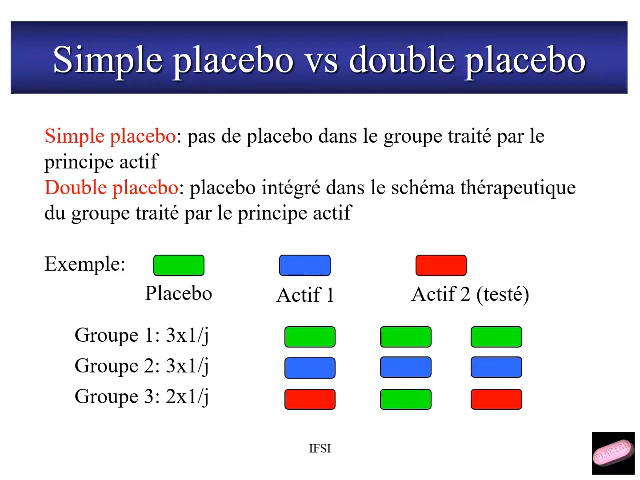 Simple placebo vs double placebo
Simple placebo: pas de placebo dans le groupe traité par le
principe actif
Double placebo: placebo intégré dans le schéma thérapeutique
du groupe traité par le principe actif
Exemple:
Placebo
Actif 1
Actif 2 (testé)
Groupe 1: 3x1/j
Groupe 2: 3x1/j
Groupe 3: 2x1/j
IFSI
PLACEBO